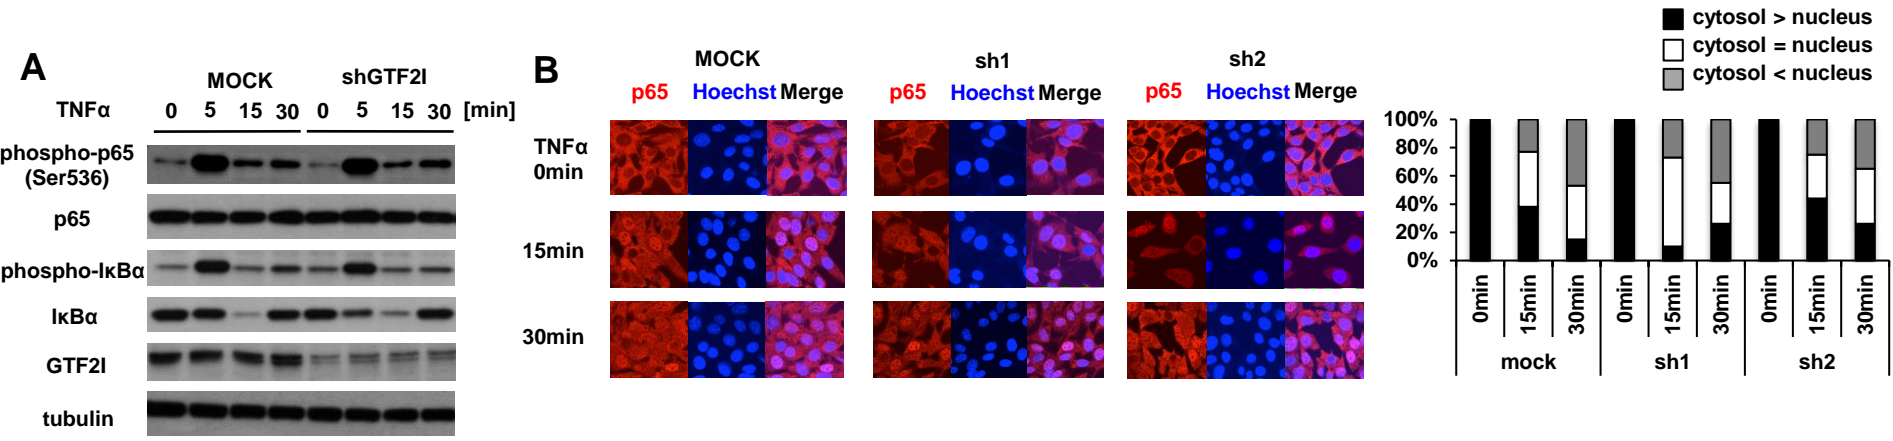 A
MOCK
shGTF2I
TNFα
0
5
15
30
0
5
15
30
[min]
phospho-p65
(Ser536)
p65
phospho-IκBα
IκBα
GTF2I
tubulin
B
MOCK
sh1
sh2
p65 Hoechst Merge
p65 Hoechst Merge
p65 Hoechst Merge
TNFα
0min
15min
30min
cytosol > nucleus
cytosol = nucleus
cytosol < nucleus
100%
80%
60%
40%
20%
0%
0min
15min
30min
0min
15min
30min
0min
15min
30min
mock
sh1
sh2